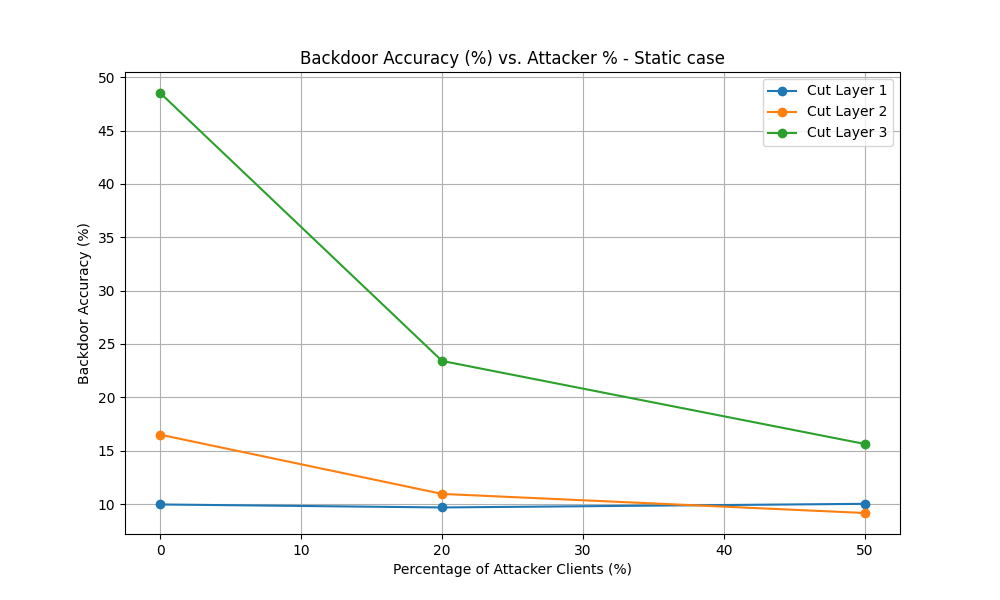 Backdoor Accuracy (%) vs. Attacker % - Static case
Cut Layer 1
Cut Layer 2
Cut Layer 3
Backdoor Accuracy (%)
50
45
40
35
30
25
20
15
10
0 10 20 30 40 50
Percentage of Attacker Clients (%)